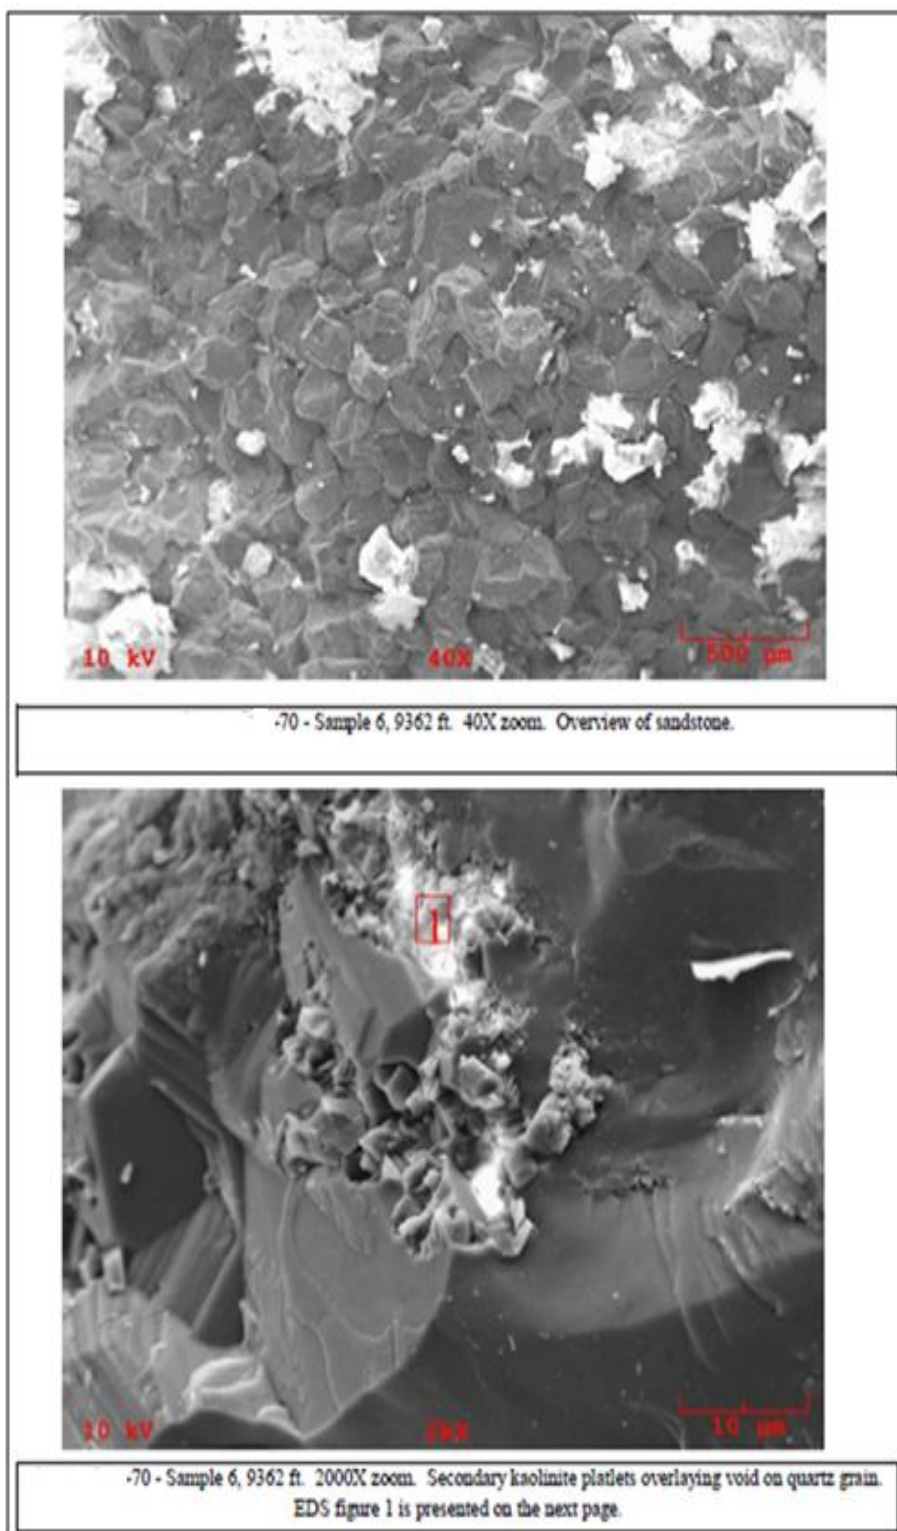 10 kV 40X 500 µm
-70 - Sample 6, 9362 ft. 40X zoom. Overview of sandstone.
1
10 kV 2kX 10 µm
-70 - Sample 6, 9362 ft. 2000X zoom. Secondary kaolinite platlets overlaying void on quartz grain.
EDS figure 1 is presented on the next page.